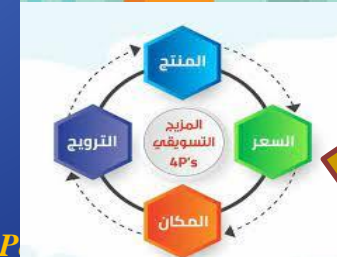 المنتج
السعر
المزيج
التسويقي
4P's
الترويج
المكان
P